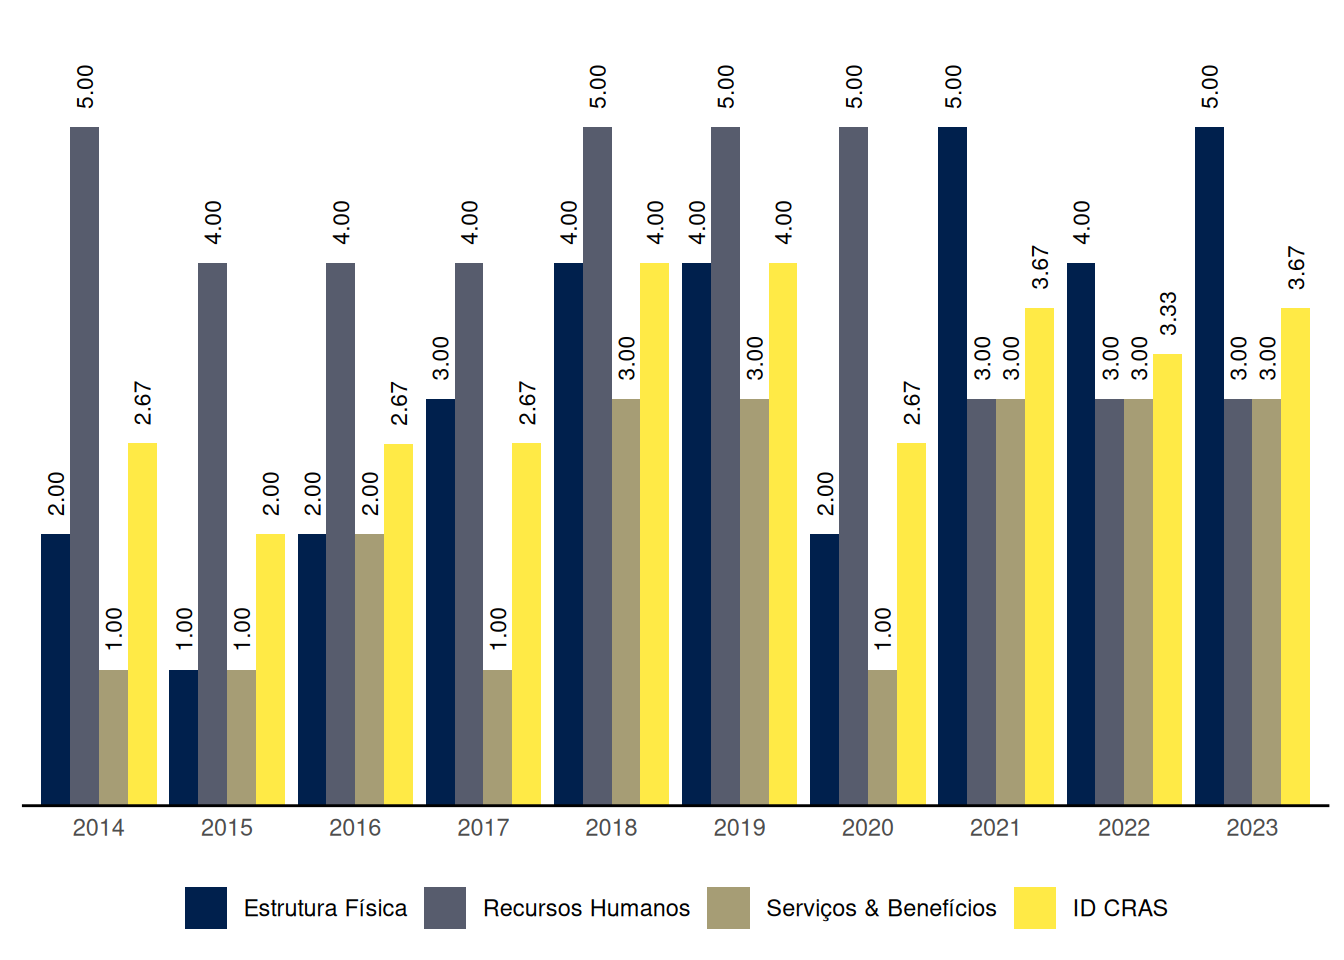 5.00 5.00 5.00 5.00 5.00 5.00
4.00 4.00 4.00 4.00 4.00 4.00 4.00 4.00
3.67 3.67
3.33
3.00 3.00 3.00 3.00 3.00 3.00 3.00 3.00 3.00
2.67 2.67 2.67 2.67
2.00 2.00 2.00 2.00 2.00
1.00 1.00 1.00 1.00 1.00
2014 2015 2016 2017 2018 2019 2020 2021 2022 2023
Estrutura Física Recursos Humanos Serviços & Benefícios ID CRAS